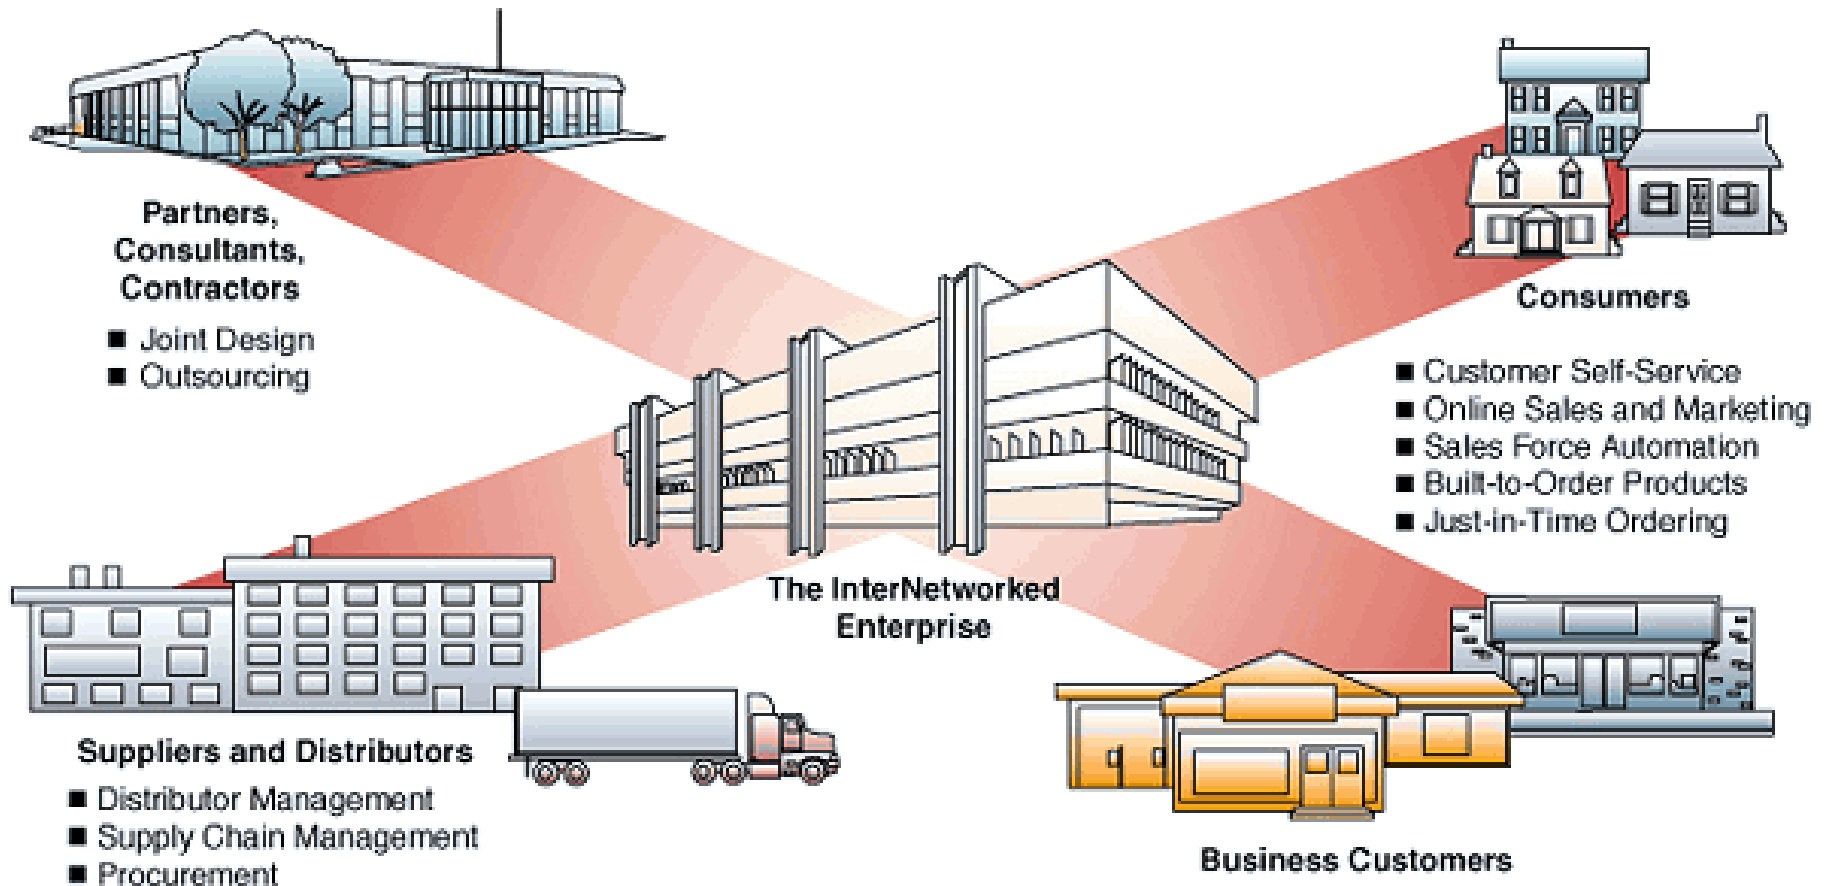 Partners,
Consultants,
Contractors
■ Joint Design
■ Outsourcing
Consumers
■ Customer Self-Service
■ Online Sales and Marketing
■ Sales Force Automation
■ Built-to-Order Products
■ Just-in-Time Ordering
The InterNetworked
Enterprise
Suppliers and Distributors
■ Distributor Management
■ Supply Chain Management
■ Procurement
Business Customers